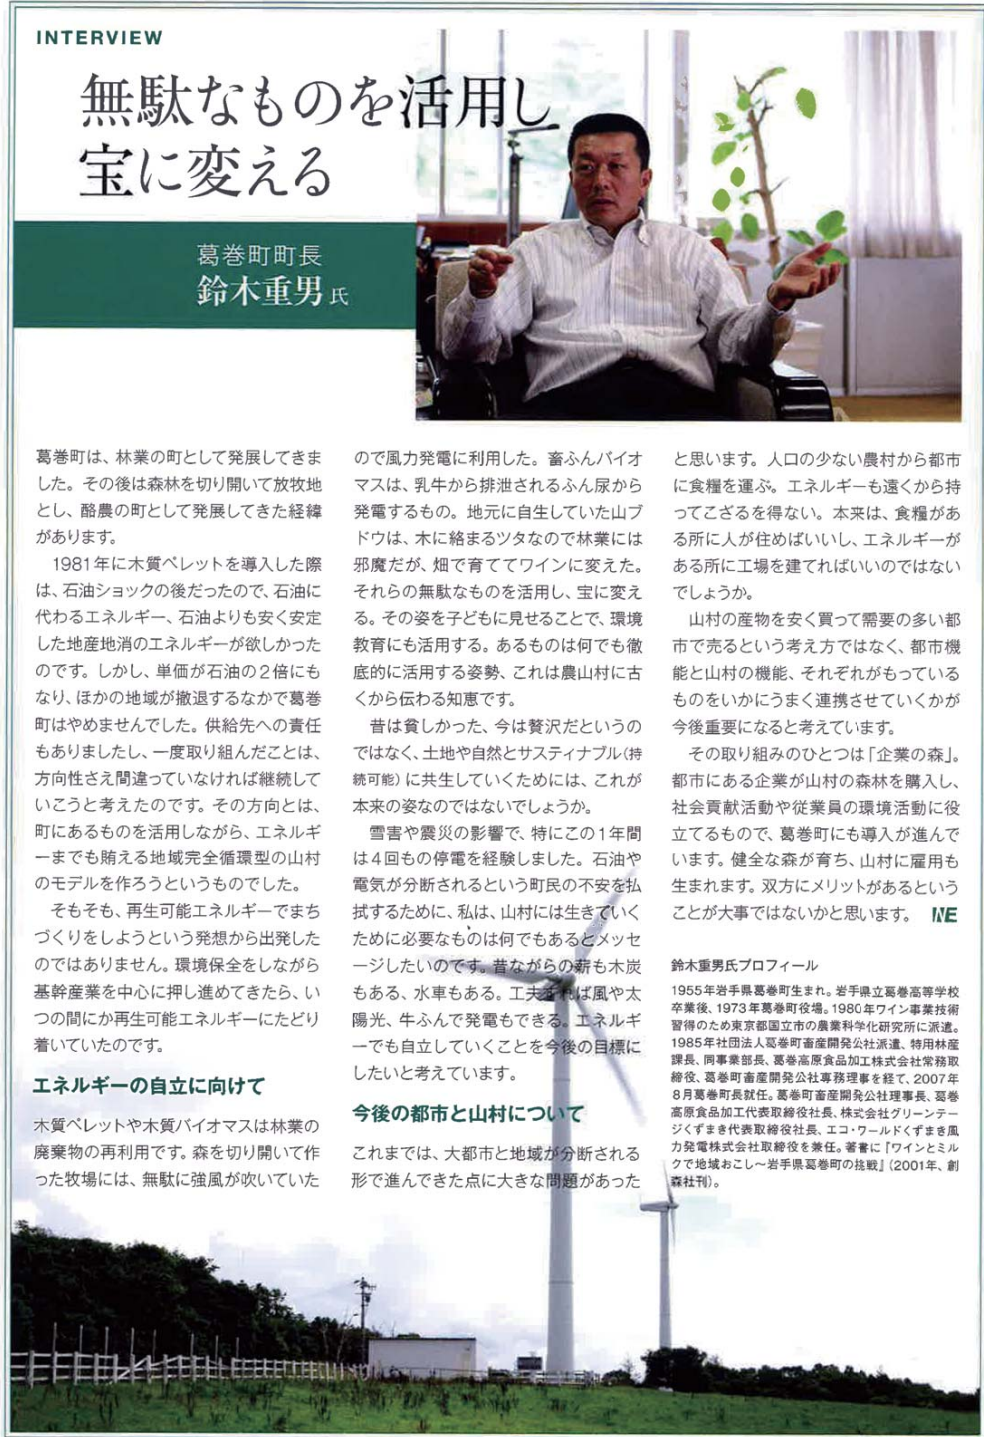 INTERVIEW
無駄なものを活用し
宝に変える
葛巻町町長
鈴木重男氏
葛巻町は、林業の町として発展してきま
した。その後は森林を切り開いて放牧地
とし、酪農の町として発展してきた経緯
があります。
1981年に木質ペレットを導入した際
は、石油ショックの後だったので、石油に
代わるエネルギー、石油よりも安く安定
した地産地消のエネルギーが欲しかった
のです。しかし、単価が石油の2倍にも
なり、ほかの地域が撤退するなかで葛巻
町はやめませんでした。供給先への責任
もありましたし、一度取り組んだことは、
方向性さえ間違っていなければ継続して
いこうと考えたのです。その方向とは、
町にあるものを活用しながら、エネルギ
ーまでも賄える地域完全循環型の山村
のモデルを作ろうというものでした。
そもそも、再生可能エネルギーでまち
づくりをしようという発想から出発した
のではありません。環境保全をしながら
基幹産業を中心に押し進めてきたら、い
つの間にか再生可能エネルギーにたどり
着いていたのです。
エネルギーの自立に向けて
木質ペレットや木質バイオマスは林業の
廃棄物の再利用です。森を切り開いて作
った牧場には、無駄に強風が吹いていた
ので風力発電に利用した。畜ふんバイオ
マスは、乳牛から排泄されるふん尿から
発電するもの。地元に自生していた山ブ
ドウは、木に絡まるツタなので林業には
邪魔だが、畑で育ててワインに変えた。
それらの無駄なものを活用し、宝に変え
る。その姿を子どもに見せることで、環境
教育にも活用する。あるものは何でも徹
底的に活用する姿勢、これは農山村に古
くから伝わる知恵です。
昔は貧しかった、今は贅沢だというの
ではなく、土地や自然とサスティナブル(持
続可能)に共生していくためには、これが
本来の姿なのではないでしょうか。
雪害や震災の影響で、特にこの1年間
は4回もの停電を経験しました。石油や
電気が分断されるという町民の不安を払
拭するために、私は、山村には生きていく
ために必要なものは何でもあるとメッセ
ージしたいのです。昔ながらの薪も木炭
もある、水車もある。工夫すれば風や太
陽光、牛ふんで発電もできる。エネルギ
ーでも自立していくことを今後の目標に
したいと考えています。
今後の都市と山村について
これまでは、大都市と地域が分断される
形で進んできた点に大きな問題があった
と思います。人口の少ない農村から都市
に食糧を運ぶ。エネルギーも遠くから持
ってこざるを得ない。本来は、食糧があ
る所に人が住めばいいし、エネルギーが
ある所に工場を建てればいいのではない
でしょうか。
山村の産物を安く買って需要の多い都
市で売るという考え方ではなく、都市機
能と山村の機能、それぞれがもっている
ものをいかにうまく連携させていくかが
今後重要になると考えています。
その取り組みのひとつは「企業の森」。
都市にある企業が山村の森林を購入し、
社会貢献活動や従業員の環境活動に役
立てるもので、葛巻町にも導入が進んで
います。健全な森が育ち、山村に雇用も
生まれます。双方にメリットがあるという
ことが大事ではないかと思います。 NE
鈴木重男氏プロフィール
1955年岩手県葛巻町生まれ。岩手県立葛巻高等学校
卒業後、1973年葛巻町役場。1980年ワイン事業技術
習得のため東京都国立市の農業科学化研究所に派遣。
1985年社団法人葛巻町畜産開発公社派遣、特用林産
課長、同事業部長、葛巻高原食品加工株式会社常務取
締役、葛巻町畜産開発公社専務理事を経て、2007年
8月葛巻町長就任。葛巻町畜産開発公社理事長、葛巻
高原食品加工代表取締役社長、株式会社グリーンテー
ジくずまき代表取締役社長、エコ・ワールドくずまき風
力発電株式会社取締役を兼任。著書に『ワインとミル
クで地域おこし〜岩手県葛巻町の挑戦』(2001年、創
森社刊)。